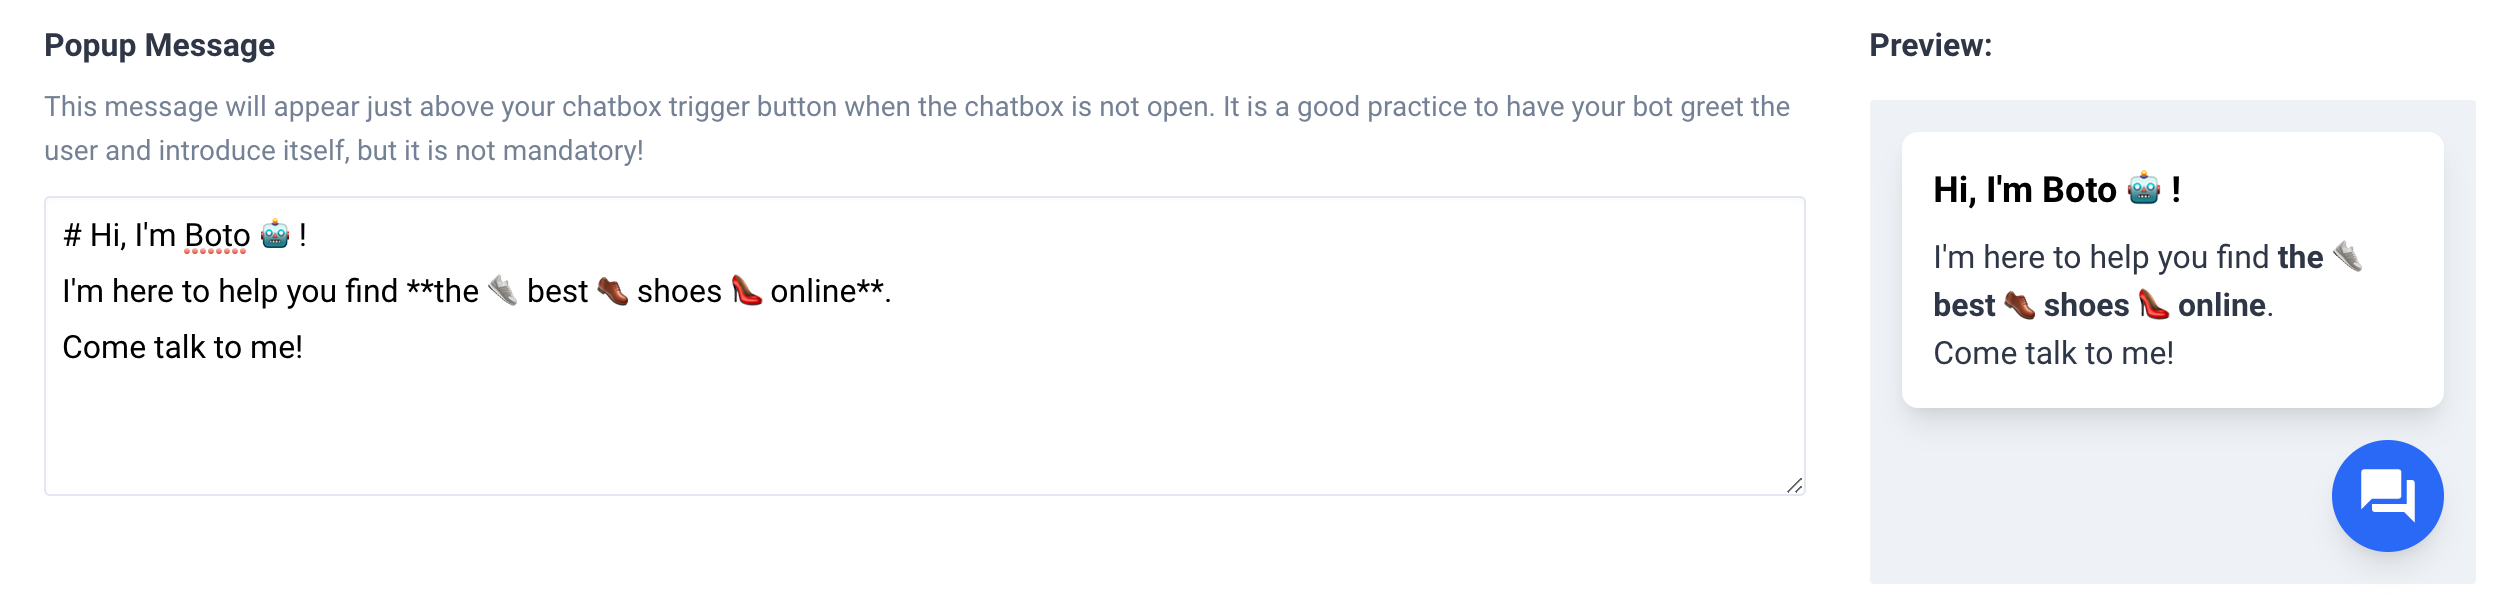 Popup Message
This message will appear just above your chatbox trigger button when the chatbox is not open. It is a good practice to have your bot greet the
user and introduce itself, but it is not mandatory!
# Hi, I'm Boto 🤖 !
I'm here to help you find **the 👟 best 👞 shoes 👠 online**.
Come talk to me!
Preview:
Hi, I'm Boto 🤖 !
I'm here to help you find the 👟
best 👞 shoes 👠 online.
Come talk to me!